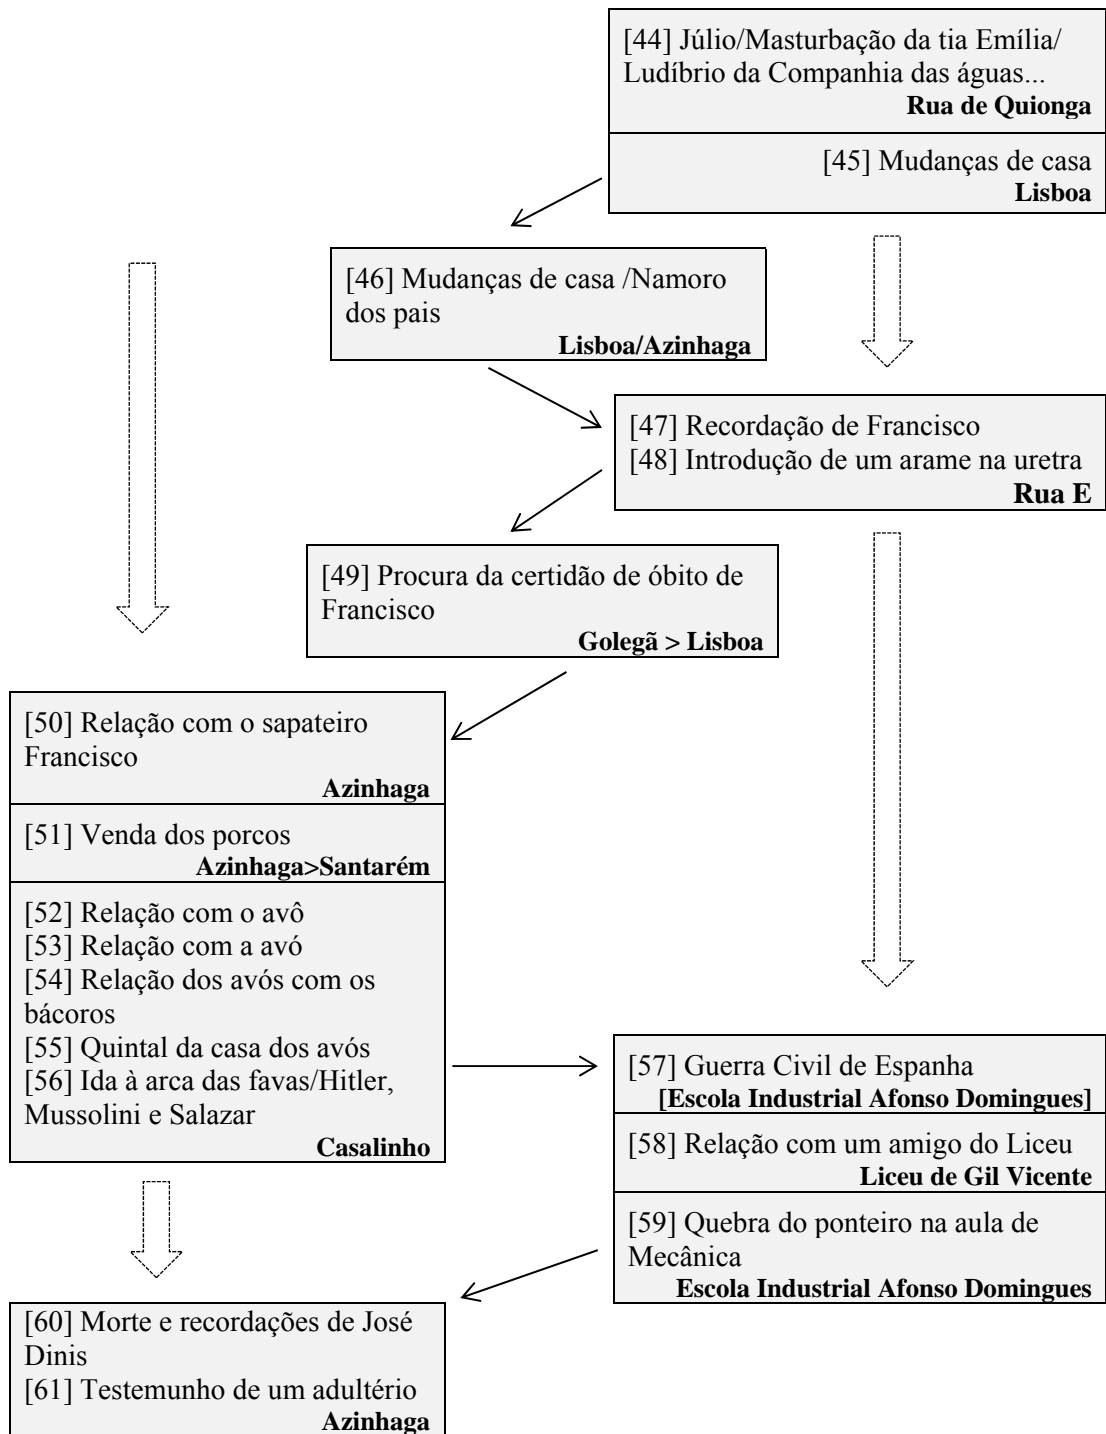 [44] Júlio/Masturbação da tia Emília/
Ludíbrio da Companhia das águas...
Rua de Quionga
[45] Mudanças de casa
Lisboa
[46] Mudanças de casa /Namoro
dos pais
Lisboa/Azinhaga
[47] Recordação de Francisco
[48] Introdução de um arame na uretra
Rua E
[49] Procura da certidão de óbito de
Francisco
Golegã > Lisboa
[50] Relação com o sapateiro
Francisco
Azinhaga
[51] Venda dos porcos
Azinhaga>Santarém
[52] Relação com o avô
[53] Relação com a avó
[54] Relação dos avós com os
bácoros
[55] Quintal da casa dos avós
[56] Ida à arca das favas/Hitler,
Mussolini e Salazar
Casalinho
[57] Guerra Civil de Espanha
[Escola Industrial Afonso Domingues]
[58] Relação com um amigo do Liceu
Liceu de Gil Vicente
[59] Quebra do ponteiro na aula de
Mecânica
Escola Industrial Afonso Domingues
[60] Morte e recordações de José
Dinis
[61] Testemunho de um adultério
Azinhaga